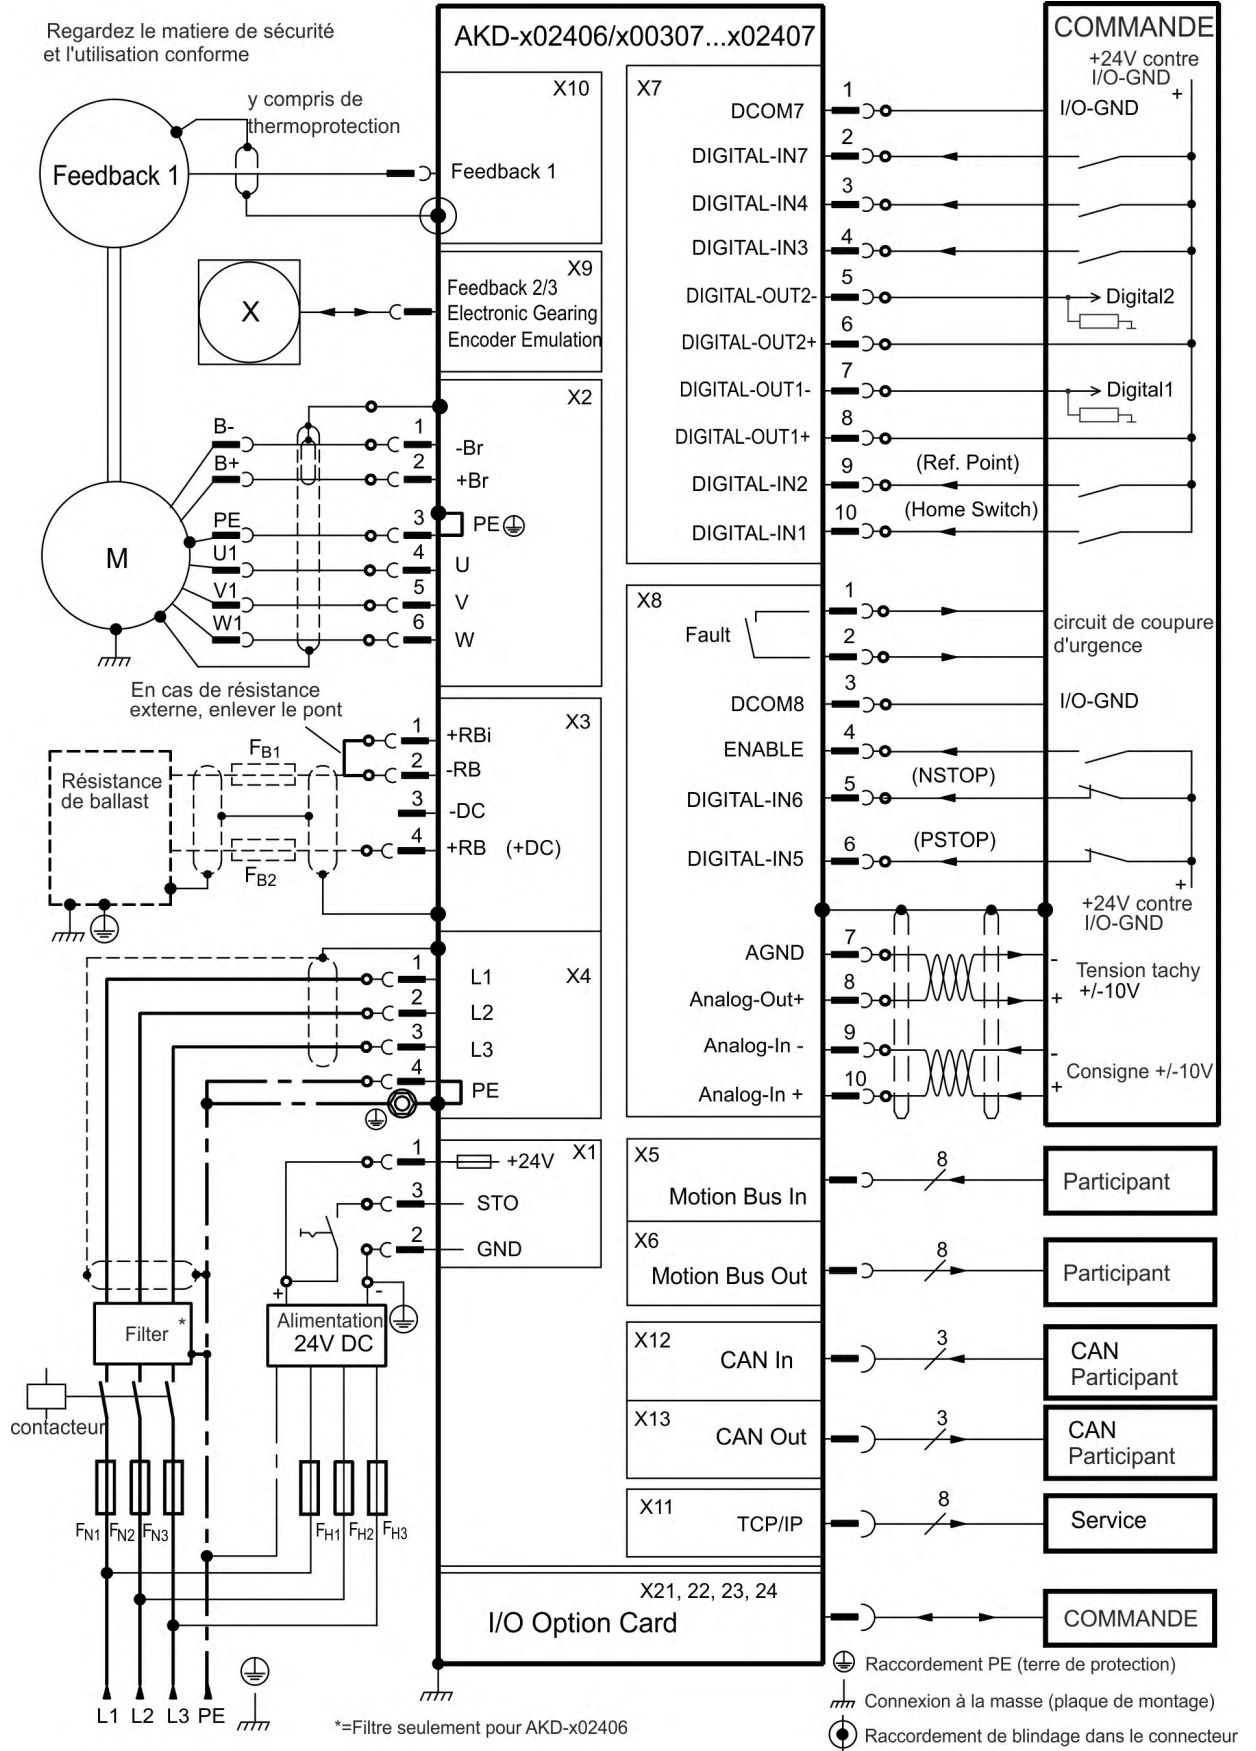 Regardez le matiere de sécurité
et l'utilisation conforme
AKD-x02406/x00307...x02407
COMMANDE
+24V contre
I/O-GND
+
y compris de
thermoprotection
Feedback 1
X10
Feedback 1
X
X9
Feedback 2/3
Electronic Gearing
Encoder Emulation
X2
B-
1
-Br
B+
2
+Br
PE
3
PE
U1
4
U
V1
5
V
W1
6
W
M
En cas de résistance
externe, enlever le pont
X3
Résistance
de ballast
FB1
FB2
1
+RBi
2
-RB
3
-DC
4
+RB (+DC)
X4
1
L1
2
L2
3
L3
4
PE
X1
1
+24V
3
STO
2
GND
+
-
Alimentation
24V DC
Filter *
contacteur
FN1 FN2 FN3
FH1 FH2 FH3
L1 L2 L3 PE
X7
DCOM7
1
I/O-GND
DIGITAL-IN7
2
DIGITAL-IN4
3
DIGITAL-IN3
4
DIGITAL-OUT2-
5
Digital2
DIGITAL-OUT2+
6
DIGITAL-OUT1-
7
Digital1
DIGITAL-OUT1+
8
DIGITAL-IN2
9
(Ref. Point)
DIGITAL-IN1
10
(Home Switch)
X8
Fault
1
2
circuit de coupure
d'urgence
DCOM8
3
I/O-GND
ENABLE
4
DIGITAL-IN6
5
(NSTOP)
DIGITAL-IN5
6
(PSTOP)
+
+24V contre
I/O-GND
AGND
7
-
Tension tachy
+/-10V
Analog-Out+
8
+
Analog-In -
9
-
Consigne +/-10V
Analog-In +
10
+
X5
Motion Bus In
8
Participant
X6
Motion Bus Out
8
Participant
X12
CAN In
3
CAN
Participant
X13
CAN Out
3
CAN
Participant
X11
TCP/IP
8
Service
X21, 22, 23, 24
I/O Option Card
COMMANDE
Raccordement PE (terre de protection)
Connexion à la masse (plaque de montage)
Raccordement de blindage dans le connecteur
*=Filtre seulement pour AKD-x02406